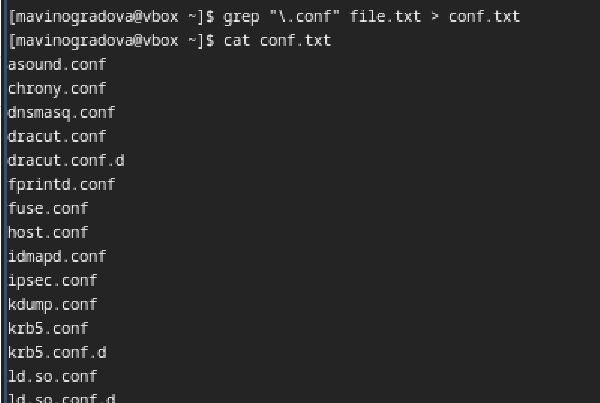 [mavinogradova@vbox ~]$ grep "\.conf" file.txt > conf.txt
[mavinogradova@vbox ~]$ cat conf.txt
asound.conf
chrony.conf
dnsmasq.conf
dracut.conf
dracut.conf.d
fprintd.conf
fuse.conf
host.conf
idmapd.conf
ipsec.conf
kdump.conf
krb5.conf
krb5.conf.d
ld.so.conf
ld.so.conf.d